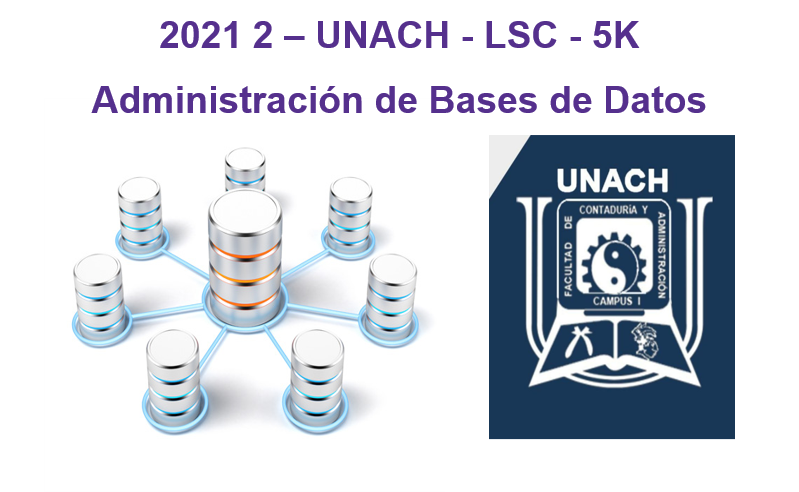 2021 2 – UNACH - LSC - 5K
Administración de Bases de Datos
UNACH
CONTADURíA Y
FACULTAD DE
ADMINISTRACIÓN
CAMPUS I